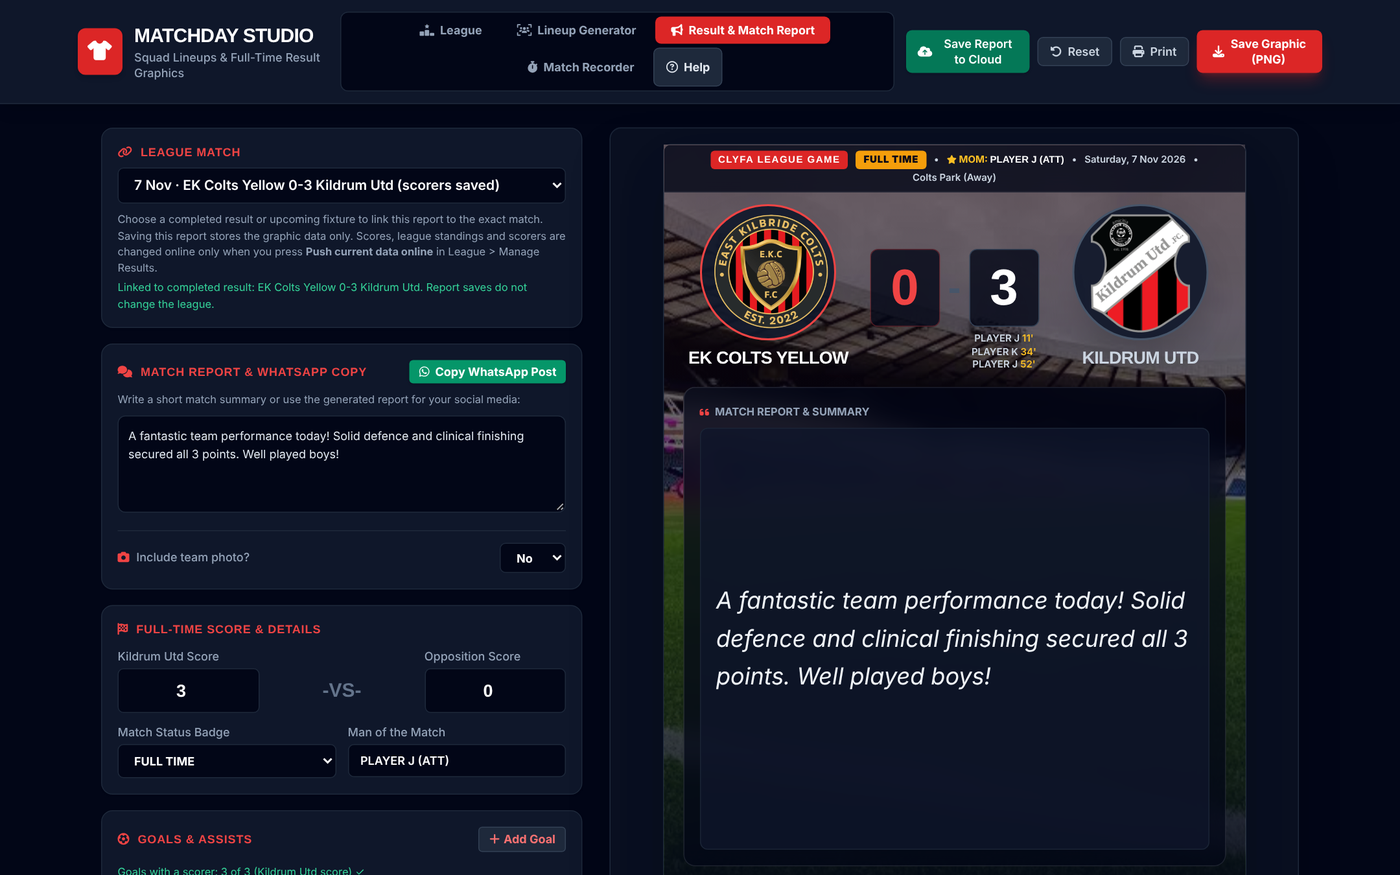 MATCHDAY STUDIO
Squad Lineups & Full-Time Result
Graphics
League
Lineup Generator
Result & Match Report
Match Recorder
Help
Save Report
to Cloud
Reset
Print
Save Graphic
(PNG)
LEAGUE MATCH
7 Nov · EK Colts Yellow 0-3 Kildrum Utd (scorers saved)
Choose a completed result or upcoming fixture to link this report to the exact match.
Saving this report stores the graphic data only. Scores, league standings and scorers are
changed online only when you press Push current data online in League > Manage
Results.
Linked to completed result: EK Colts Yellow 0-3 Kildrum Utd. Report saves do not
change the league.
MATCH REPORT & WHATSAPP COPY
Copy WhatsApp Post
Write a short match summary or use the generated report for your social media:
A fantastic team performance today! Solid defence and clinical finishing
secured all 3 points. Well played boys!
Include team photo?
No
FULL-TIME SCORE & DETAILS
Kildrum Utd Score
Opposition Score
3
-VS-
0
Match Status Badge
Man of the Match
FULL TIME
PLAYER J (ATT)
GOALS & ASSISTS
+ Add Goal
Goals with a scorer: 3 of 3 (Kildrum Utd score) ✓
CLYFA LEAGUE GAME
FULL TIME
• MOM: PLAYER J (ATT) • Saturday, 7 Nov 2026 •
Colts Park (Away)
EAST KILBRIDE COLTS
E.K.C
F.C
EST. 2022
0
3
Kildrum Utd .FC.
PLAYER J 11'
PLAYER K 34'
PLAYER J 52'
EK COLTS YELLOW
KILDRUM UTD
MATCH REPORT & SUMMARY
A fantastic team performance today! Solid
defence and clinical finishing secured all 3
points. Well played boys!